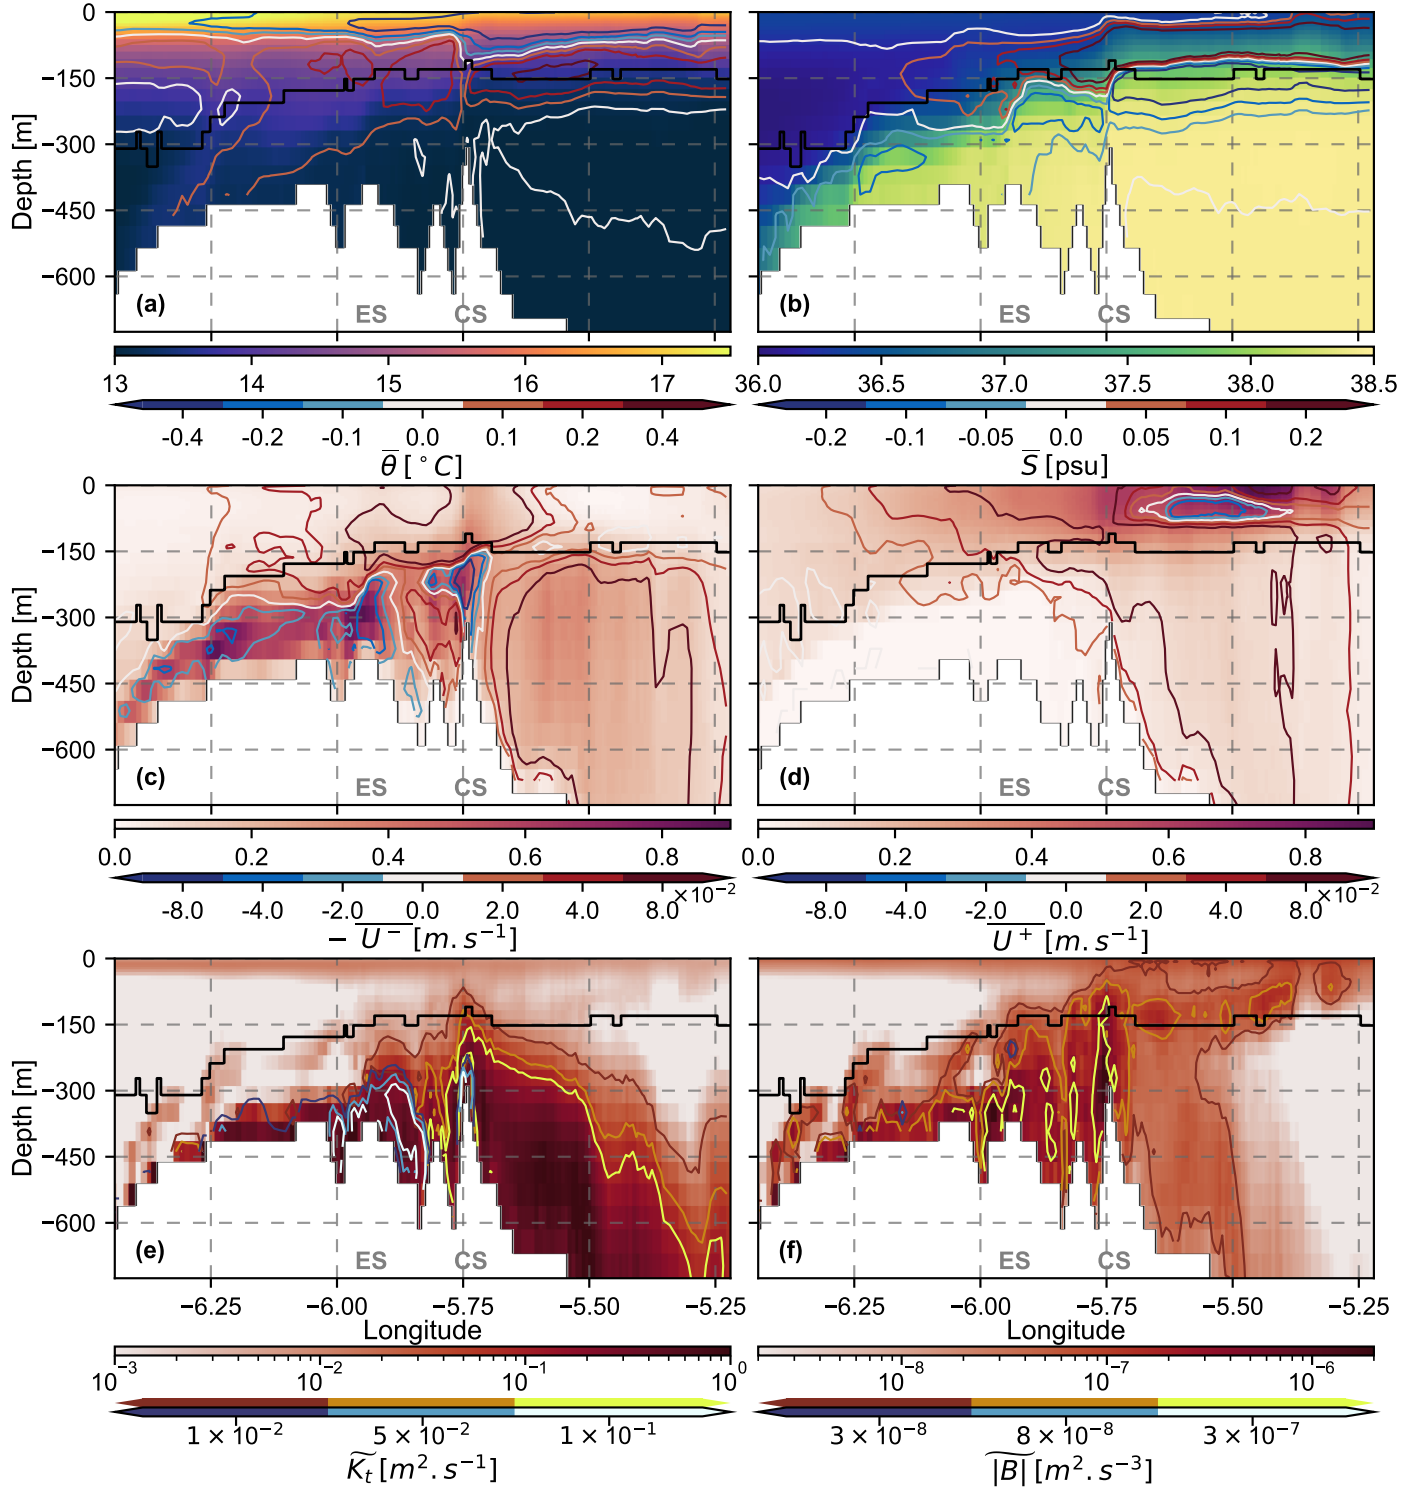 0
−150
−300
−450
−600
Depth [m]
(a)
ES
CS
(b)
ES
CS
13 14 15 16 17
36.0 36.5 37.0 37.5 38.0 38.5
-0.4 -0.2 -0.1 0.0 0.1 0.2 0.4
-0.2 -0.1 -0.05 0.0 0.05 0.1 0.2
θ̅ [°C]
S̅ [psu]
0
−150
−300
−450
−600
Depth [m]
(c)
ES
CS
(d)
ES
CS
0.0 0.2 0.4 0.6 0.8
0.0 0.2 0.4 0.6 0.8
-8.0 -4.0 -2.0 0.0 2.0 4.0 8.0 ×10⁻²
-8.0 -4.0 -2.0 0.0 2.0 4.0 8.0 ×10⁻²
− U̅⁻ [m.s⁻¹]
U̅⁺ [m.s⁻¹]
0
−150
−300
−450
−600
Depth [m]
(e)
ES
CS
(f)
−6.25 −6.00 −5.75 −5.50 −5.25
−6.25 −6.00 −5.75 −5.50 −5.25
Longitude
Longitude
10⁻³ 10⁻² 10⁻¹ 10⁰
10⁻⁸ 10⁻⁷ 10⁻⁶
1 × 10⁻² 5 × 10⁻² 1 × 10⁻¹
3 × 10⁻⁸ 8 × 10⁻⁸ 3 × 10⁻⁷
K̃ₜ [m².s⁻¹]
|B|̃ [m².s⁻³]